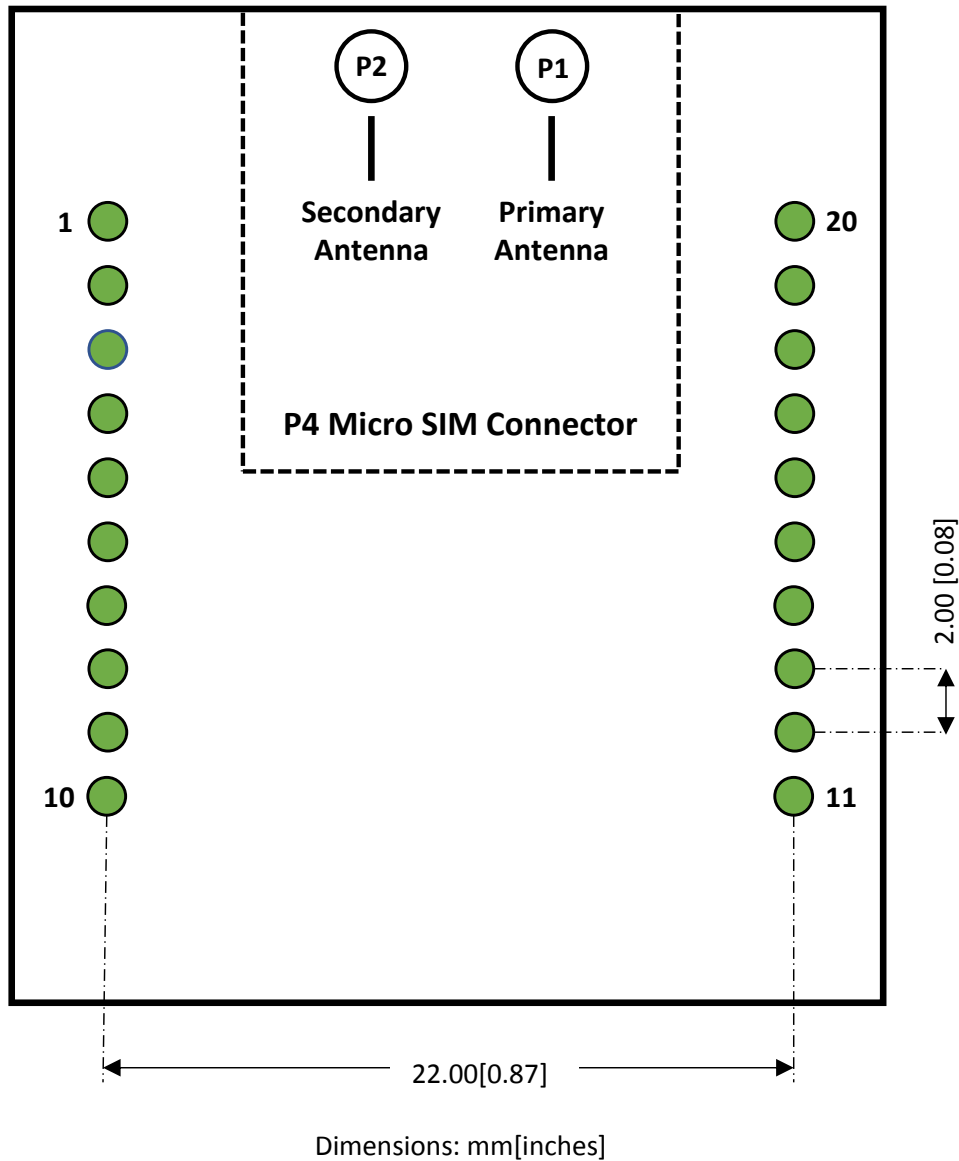 P2
P1
Secondary
Antenna
Primary
Antenna
1
20
P4 Micro SIM Connector
2.00 [0.08]
10
11
22.00[0.87]
Dimensions: mm[inches]